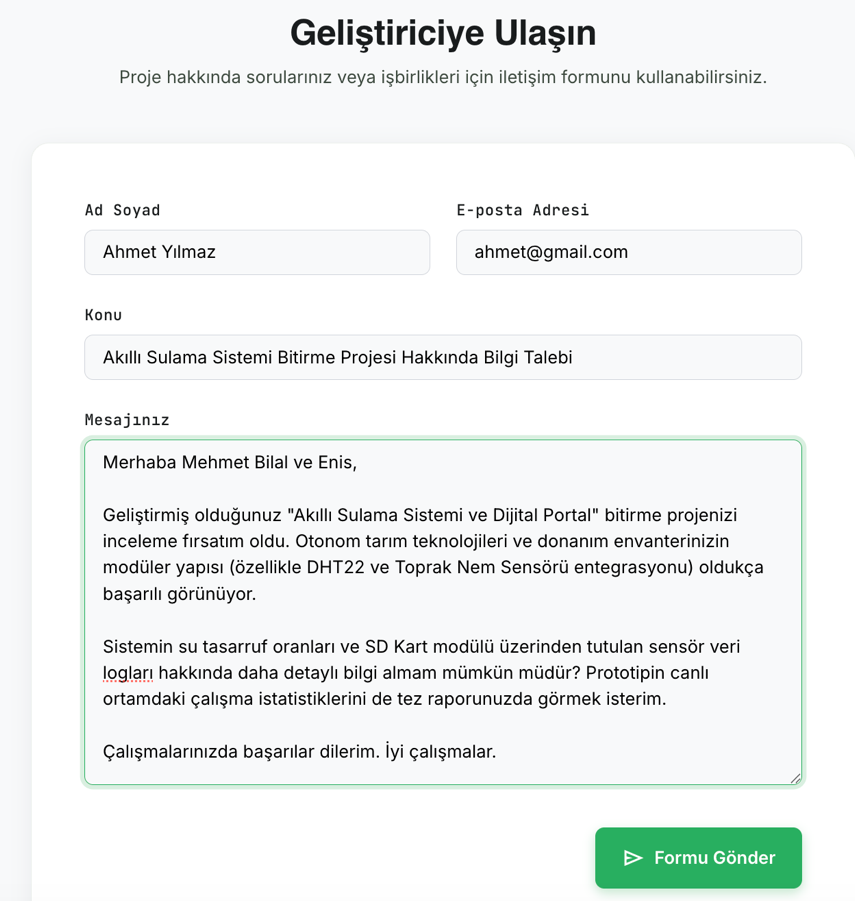 Geliştiriciye Ulaşın
Proje hakkında sorularınız veya işbirlikleri için iletişim formunu kullanabilirsiniz.
Ad Soyad
E-posta Adresi
Ahmet Yılmaz
ahmet@gmail.com
Konu
Akıllı Sulama Sistemi Bitirme Projesi Hakkında Bilgi Talebi
Mesajınız
Merhaba Mehmet Bilal ve Enis,
Geliştirmiş olduğunuz "Akıllı Sulama Sistemi ve Dijital Portal" bitirme projenizi
inceleme fırsatım oldu. Otonom tarım teknolojileri ve donanım envanterinizin
modüler yapısı (özellikle DHT22 ve Toprak Nem Sensörü entegrasyonu) oldukça
başarılı görünüyor.
Sistemin su tasarruf oranları ve SD Kart modülü üzerinden tutulan sensör veri
logları hakkında daha detaylı bilgi almam mümkün müdür? Prototipin canlı
ortamdaki çalışma istatistiklerini de tez raporunuzda görmek isterim.
Çalışmalarınızda başarılar dilerim. İyi çalışmalar.
Formu Gönder